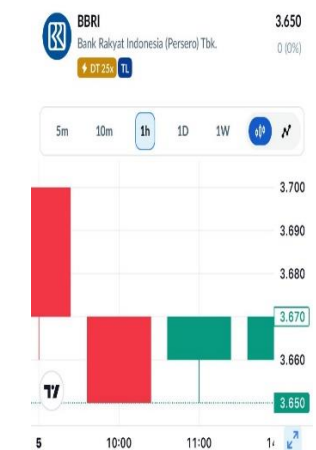 BBRI 3.650
Bank Rakyat Indonesia (Persero) Tbk. 0 (0%)
DT 25x TL
5m 10m 1h 1D 1W
3.700
3.690
3.680
3.670
3.660
3.650
5 10:00 11:00